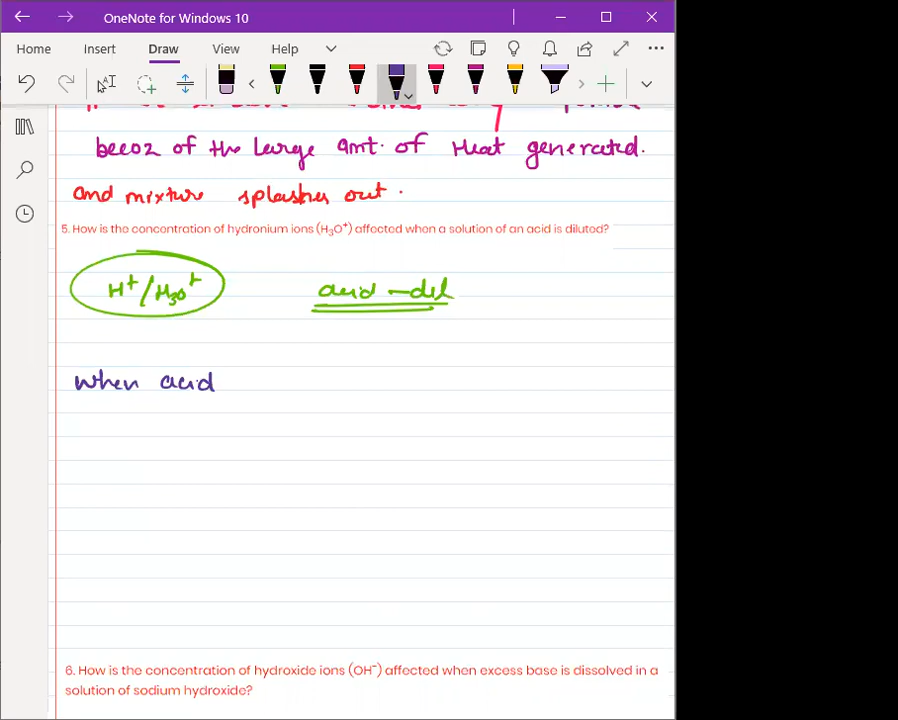 OneNote for Windows 10
Home Insert Draw View Help
becoz of the large amt. of Heat generated.
and mixture splashes out.
5. How is the concentration of hydronium ions (H₃O⁺) affected when a solution of an acid is diluted?
H⁺/H₃O⁺ acid - dil
when acid
6. How is the concentration of hydroxide ions (OH⁻) affected when excess base is dissolved in a
solution of sodium hydroxide?